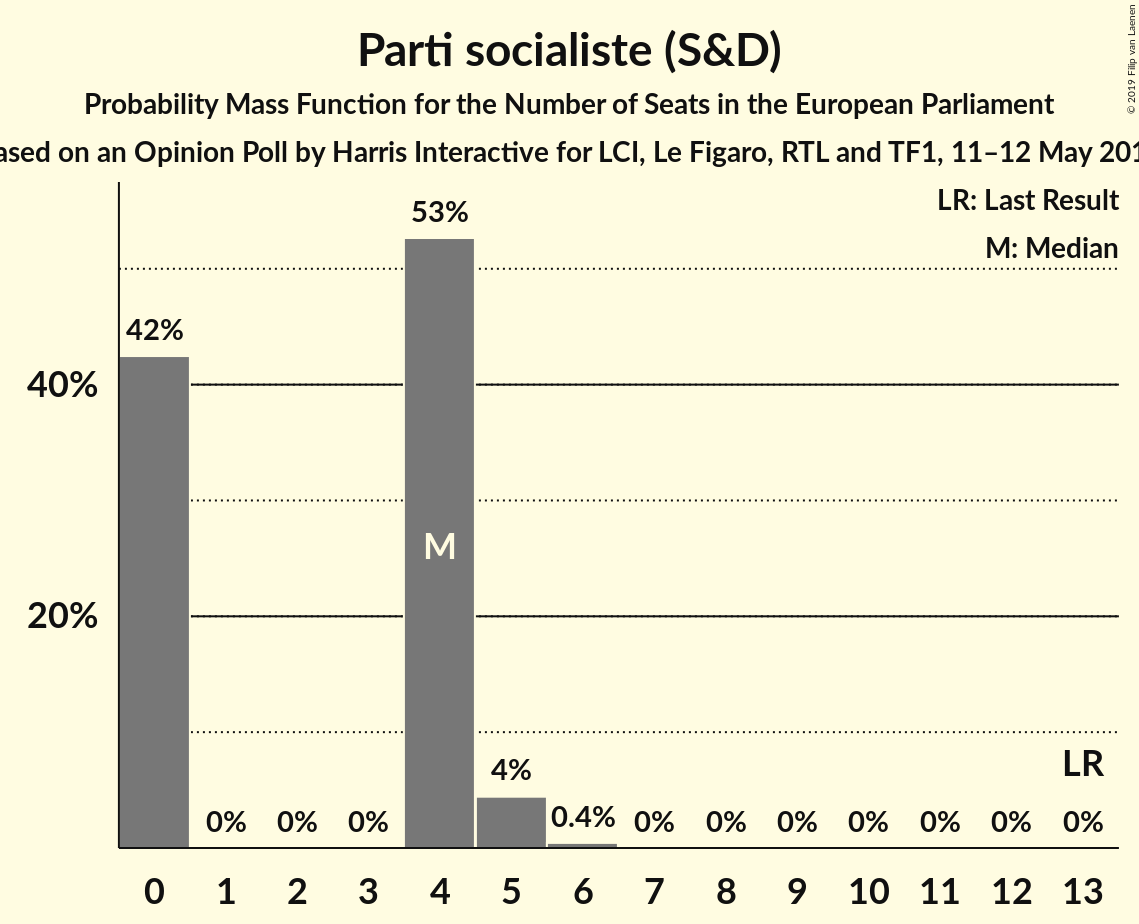 Parti socialiste (S&D)
Probability Mass Function for the Number of Seats in the European Parliament
ased on an Opinion Poll by Harris Interactive for LCI, Le Figaro, RTL and TF1, 11–12 May 201
© 2019 Filip van Laenen
LR: Last Result
M: Median
53%
42%
40%
M
20%
LR
4%
0% 0% 0% 0.4% 0% 0% 0% 0% 0% 0% 0%
0 1 2 3 4 5 6 7 8 9 10 11 12 13